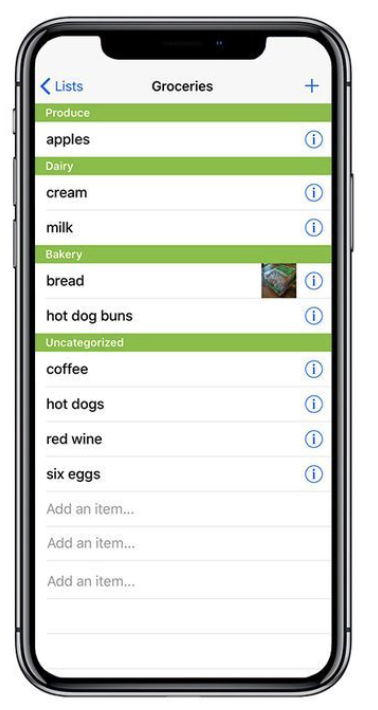 Lists
Groceries
+
Produce
apples
Dairy
cream
milk
Bakery
bread
hot dog buns
Uncategorized
coffee
hot dogs
red wine
six eggs
Add an item...
Add an item...
Add an item...